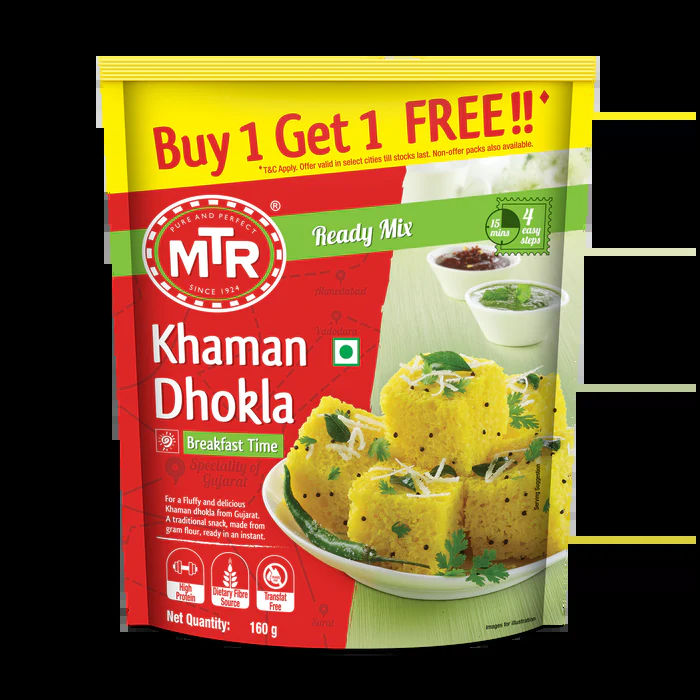 Buy 1 Get 1 FREE!!♦
*T&C Apply. Offer valid in select cities till stocks last. Non-offer packs also available.
PURE AND PERFECT
MTR
®
SINCE 1924
Ready Mix
15
mins
4
easy
steps
Ahmedabad
Vadodara
Khaman
Dhokla
Breakfast Time
Speciality of
Gujarat
For a Fluffy and delicious
Khaman dhokla from Gujarat.
A traditional snack, made from
gram flour, ready in an instant.
High
Protein
Dietary Fibre
Source
Transfat
Free
Net Quantity: 160 g
Surat
Serving Suggestion
Images for illustration